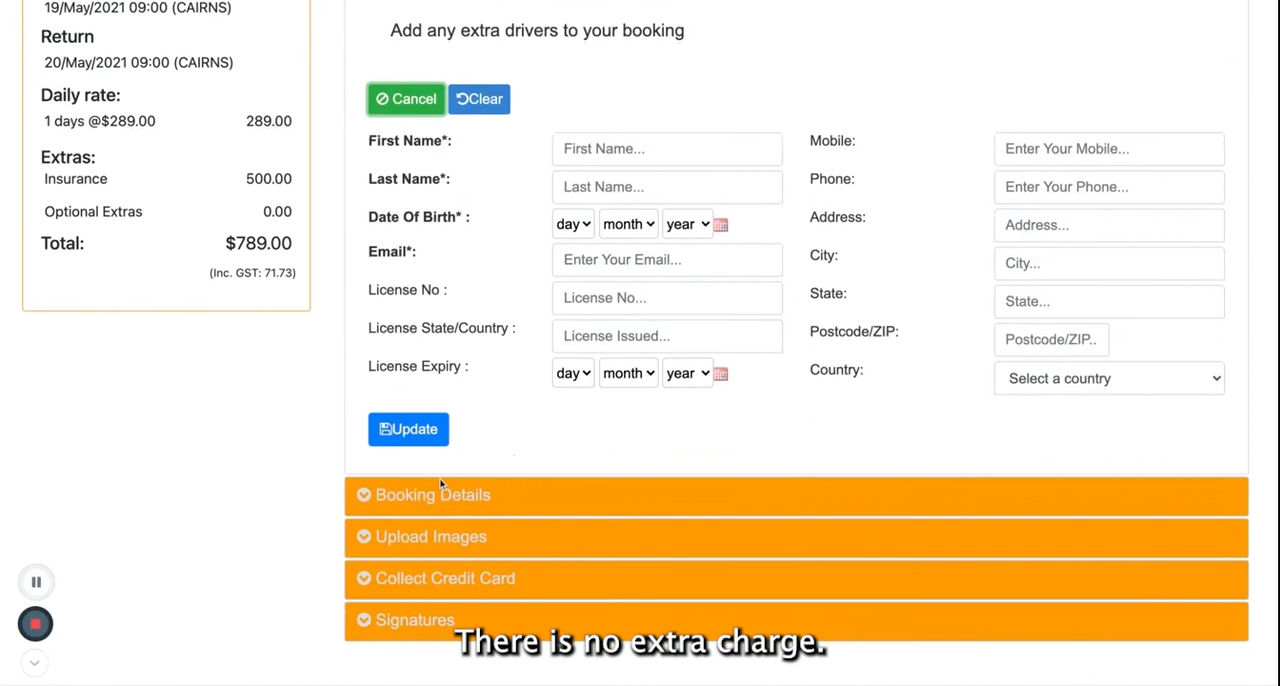 19/May/2021 09:00 (CAIRNS)
Return
20/May/2021 09:00 (CAIRNS)
Daily rate:
1 days @$289.00 289.00
Extras:
Insurance 500.00
Optional Extras 0.00
Total: $789.00
(Inc. GST: 71.73)
Add any extra drivers to your booking
Cancel Clear
First Name*: First Name...
Last Name*: Last Name...
Date Of Birth* : day month year
Email*: Enter Your Email...
License No : License No...
License State/Country : License Issued...
License Expiry : day month year
Mobile: Enter Your Mobile...
Phone: Enter Your Phone...
Address: Address...
City: City...
State: State...
Postcode/ZIP: Postcode/ZIP..
Country: Select a country
Update
Booking Details
Upload Images
Collect Credit Card
Signatures
There is no extra charge.